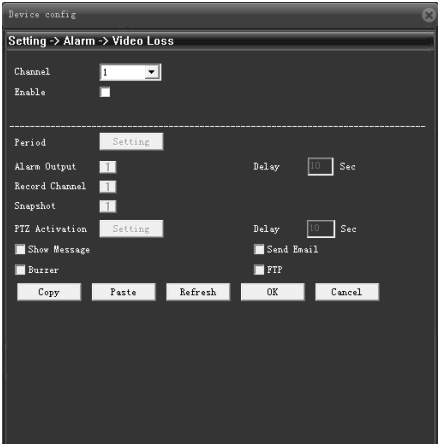 Device config
Setting -> Alarm -> Video Loss
Channel 1
Enable
Period Setting
Alarm Output 1 Delay 10 Sec
Record Channel 1
Snapshot 1
PTZ Activation Setting Delay 10 Sec
Show Message Send Email
Buzzer FTP
Copy Paste Refresh OK Cancel